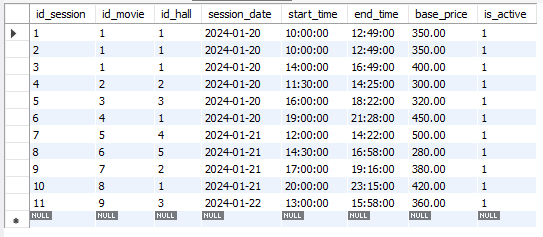 id_session id_movie id_hall session_date start_time end_time base_price is_active
1 1 1 2024-01-20 10:00:00 12:49:00 350.00 1
2 1 1 2024-01-20 10:00:00 12:49:00 350.00 1
3 1 1 2024-01-20 14:00:00 16:49:00 400.00 1
4 2 2 2024-01-20 11:30:00 14:25:00 300.00 1
5 3 3 2024-01-20 16:00:00 18:22:00 320.00 1
6 4 1 2024-01-20 19:00:00 21:28:00 450.00 1
7 5 4 2024-01-21 12:00:00 14:22:00 500.00 1
8 6 5 2024-01-21 14:30:00 16:58:00 280.00 1
9 7 2 2024-01-21 17:00:00 19:16:00 380.00 1
10 8 1 2024-01-21 20:00:00 23:15:00 420.00 1
11 9 3 2024-01-22 13:00:00 15:58:00 360.00 1
NULL NULL NULL NULL NULL NULL NULL NULL